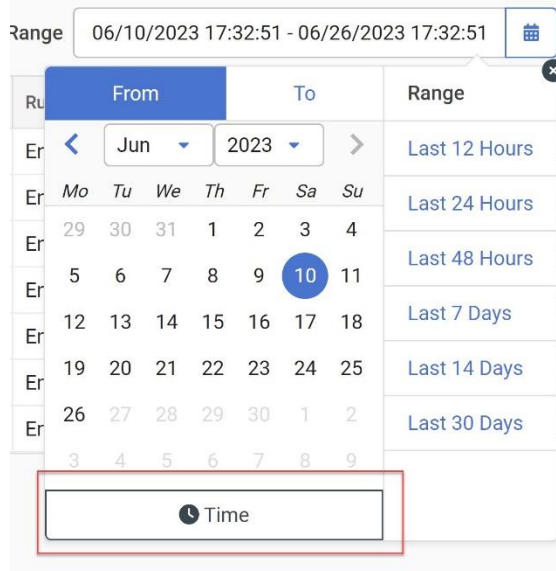 Range 06/10/2023 17:32:51 - 06/26/2023 17:32:51
From To Range
Ru
Jun 2023
Mo Tu We Th Fr Sa Su
29 30 31 1 2 3 4
5 6 7 8 9 10 11
12 13 14 15 16 17 18
19 20 21 22 23 24 25
26 27 28 29 30 1 2
3 4 5 6 7 8 9
Time
Er
Er
Er
Er
Er
Er
Er
Last 12 Hours
Last 24 Hours
Last 48 Hours
Last 7 Days
Last 14 Days
Last 30 Days